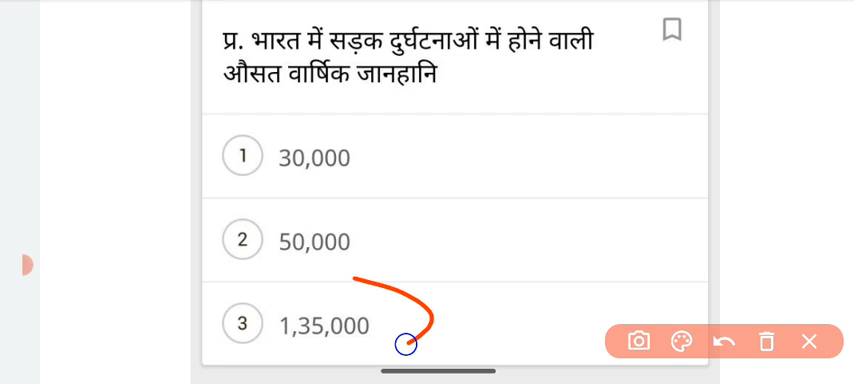 प्र. भारत में सड़क दुर्घटनाओं में होने वाली
औसत वार्षिक जानहानि
1 30,000
2 50,000
3 1,35,000